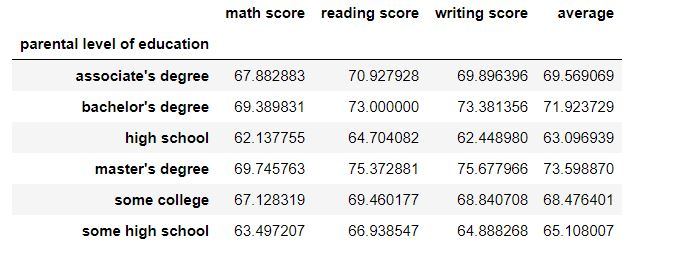 math score reading score writing score average
parental level of education
associate's degree 67.882883 70.927928 69.896396 69.569069
bachelor's degree 69.389831 73.000000 73.381356 71.923729
high school 62.137755 64.704082 62.448980 63.096939
master's degree 69.745763 75.372881 75.677966 73.598870
some college 67.128319 69.460177 68.840708 68.476401
some high school 63.497207 66.938547 64.888268 65.108007